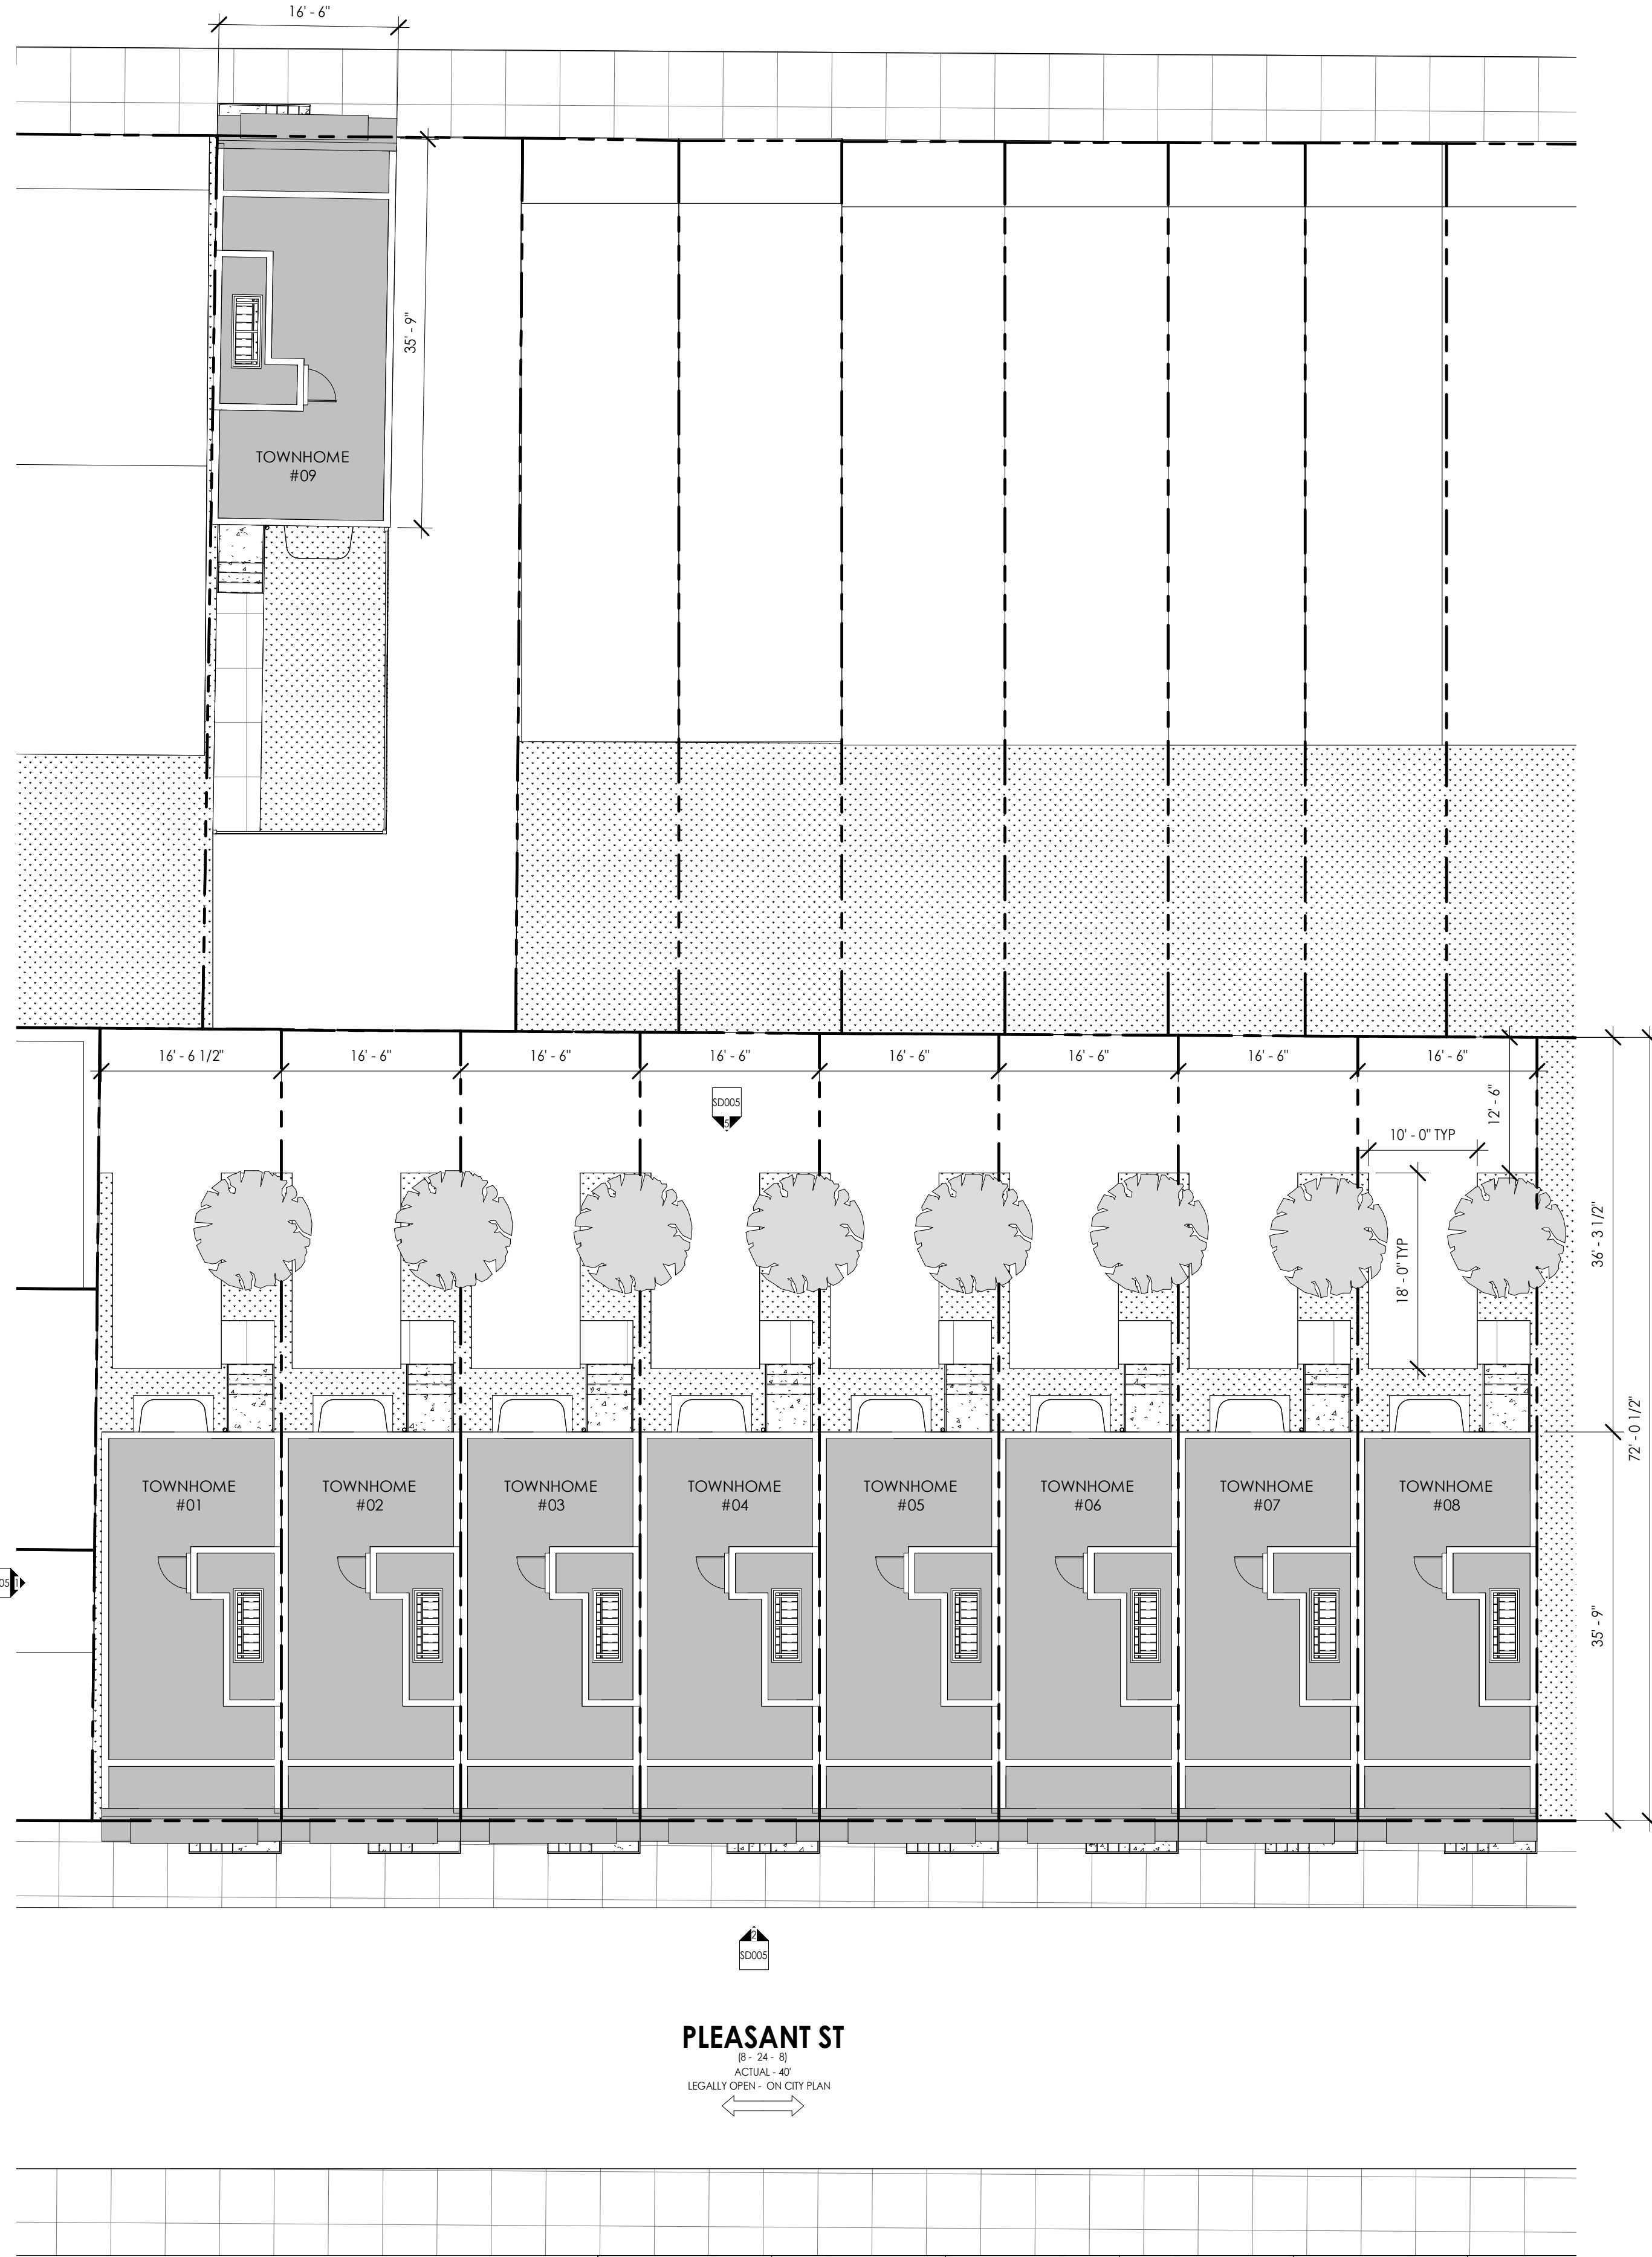 16' - 6"
35' - 9"
TOWNHOME
#09
16' - 6 1/2"
16' - 6"
16' - 6"
16' - 6"
16' - 6"
16' - 6"
16' - 6"
16' - 6"
SD005
5
12' - 6"
10' - 0" TYP
18' - 0" TYP
36' - 3 1/2"
72' - 0 1/2"
TOWNHOME
#01
TOWNHOME
#02
TOWNHOME
#03
TOWNHOME
#04
TOWNHOME
#05
TOWNHOME
#06
TOWNHOME
#07
TOWNHOME
#08
05
1
35' - 9"
2
SD005
PLEASANT ST
(8 - 24 - 8)
ACTUAL - 40'
LEGALLY OPEN - ON CITY PLAN